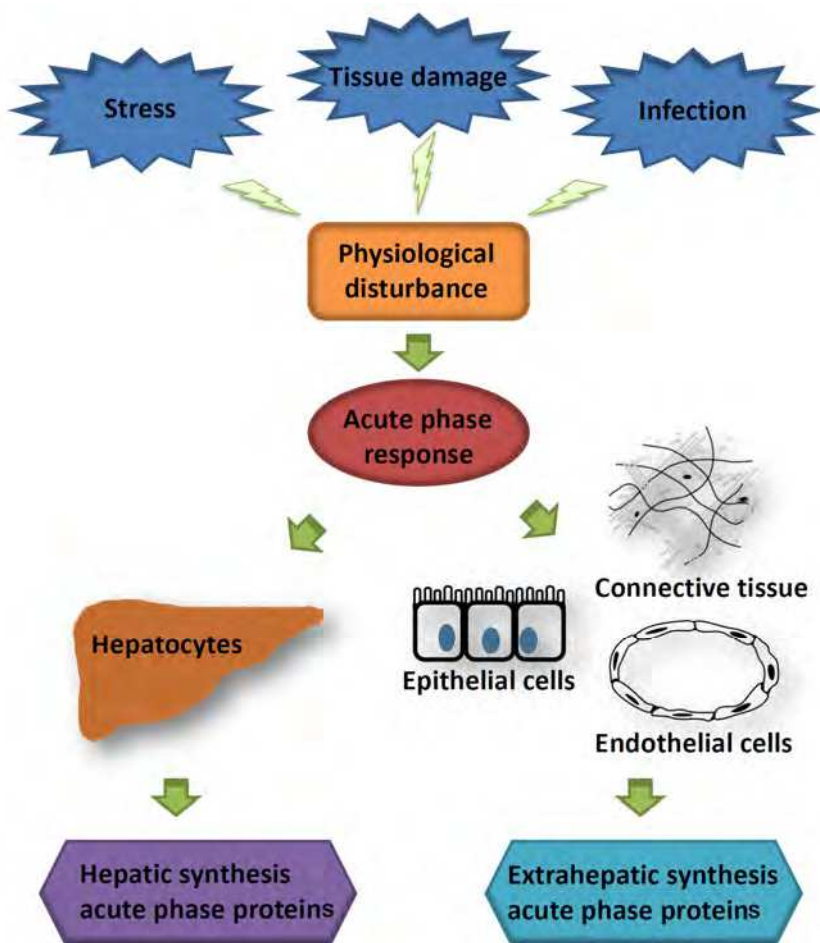 Stress
Tissue damage
Infection
Physiological
disturbance
Acute phase
response
Connective tissue
Hepatocytes
Epithelial cells
Endothelial cells
Hepatic synthesis
acute phase proteins
Extrahepatic synthesis
acute phase proteins